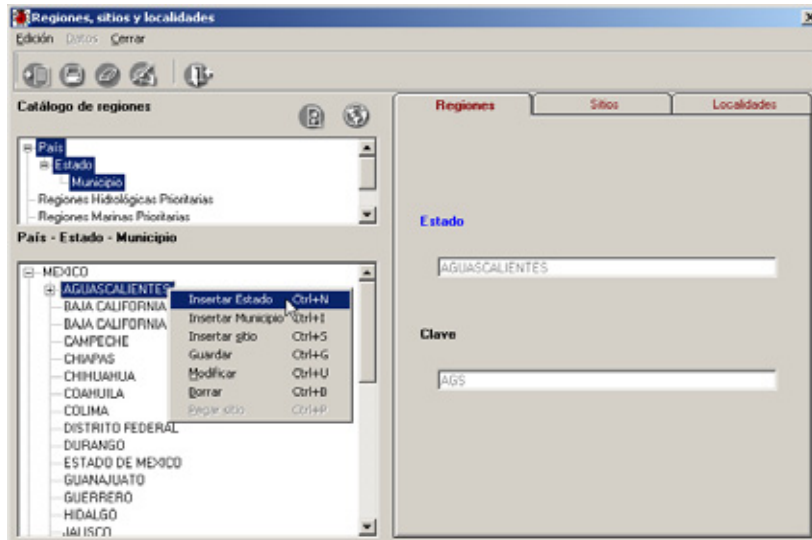 Regiones, sitios y localidades
Edición Datos Cerrar
Catálogo de regiones
País
Estado
Municipio
Regiones Hidrológicas Prioritarias
Regiones Marinas Prioritarias
País - Estado - Municipio
MEXICO
AGUASCALIENTES
BAJA CALIFORNIA
BAJA CALIFORNIA
CAMPECHE
CHIAPAS
CHIHUAHUA
COAHUILA
COLIMA
DISTRITO FEDERAL
DURANGO
ESTADO DE MEXICO
GUANAJUATO
GUERRERO
HIDALGO
JALISCO
Insertar Estado Ctrl+N
Insertar Municipio Ctrl+I
Insertar sitio Ctrl+S
Guardar Ctrl+G
Modificar Ctrl+U
Borrar Ctrl+B
Pegar sitio Ctrl+P
Regiones Sitios Localidades
Estado
AGUASCALIENTES
Clave
AGS